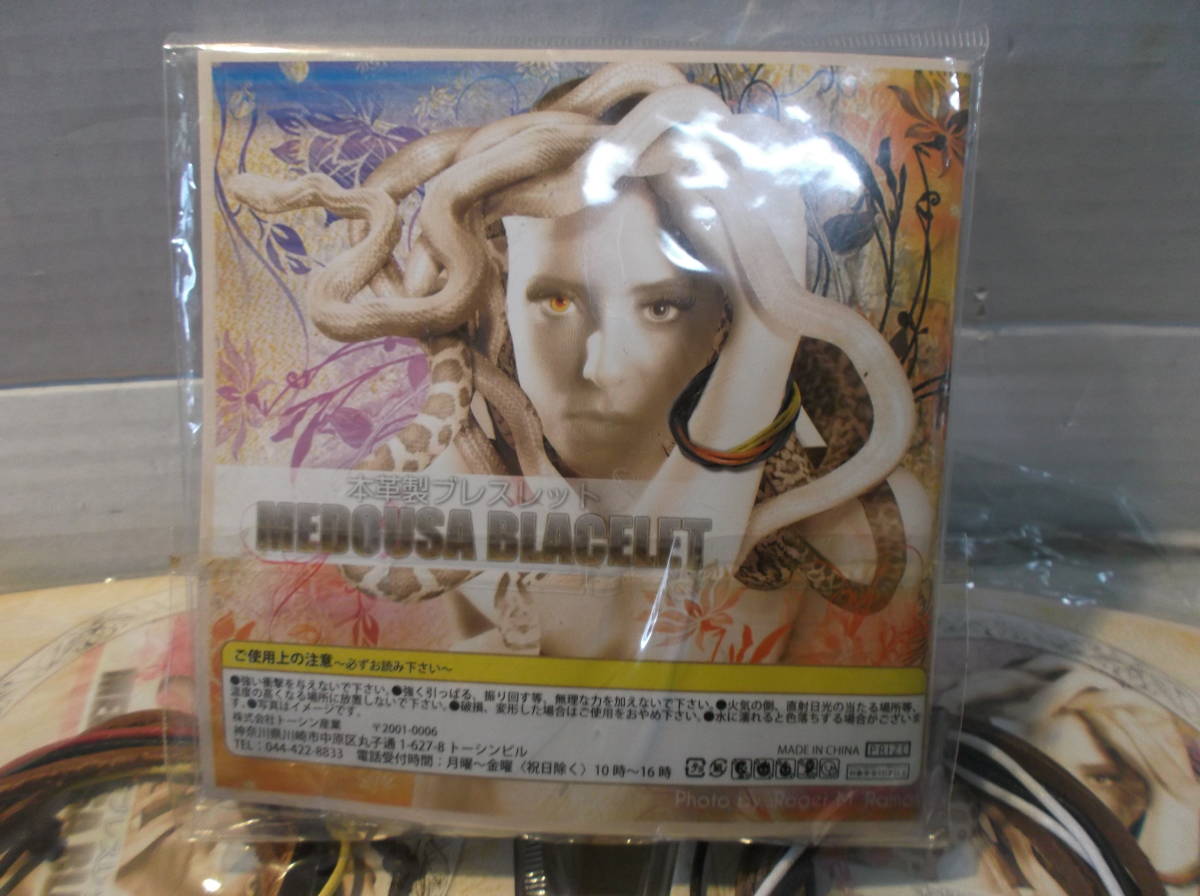 本革製ブレスレット
MEDOUSA BLACELET
ご使用上の注意～必ずお読み下さい～
●強い衝撃を与えないで下さい。●強く引っぱる、振り回す等、無理な力を加えないで下さい。●火気の側、直射日光の当たる場所等、
温度の高くなる場所に放置しないで下さい。●破損、変形した場合はご使用をおやめ下さい。●水に濡れると色落ちする場合がございま
す。●写真はイメージです。
株式会社トーシン産業 〒2001-0006
神奈川県川崎市中原区丸子通 1-627-8 トーシンビル
TEL：044-422-8833 電話受付時間：月曜～金曜〈祝日除く〉10時～16時
MADE IN CHINA PRIZE
Photo by Roger M